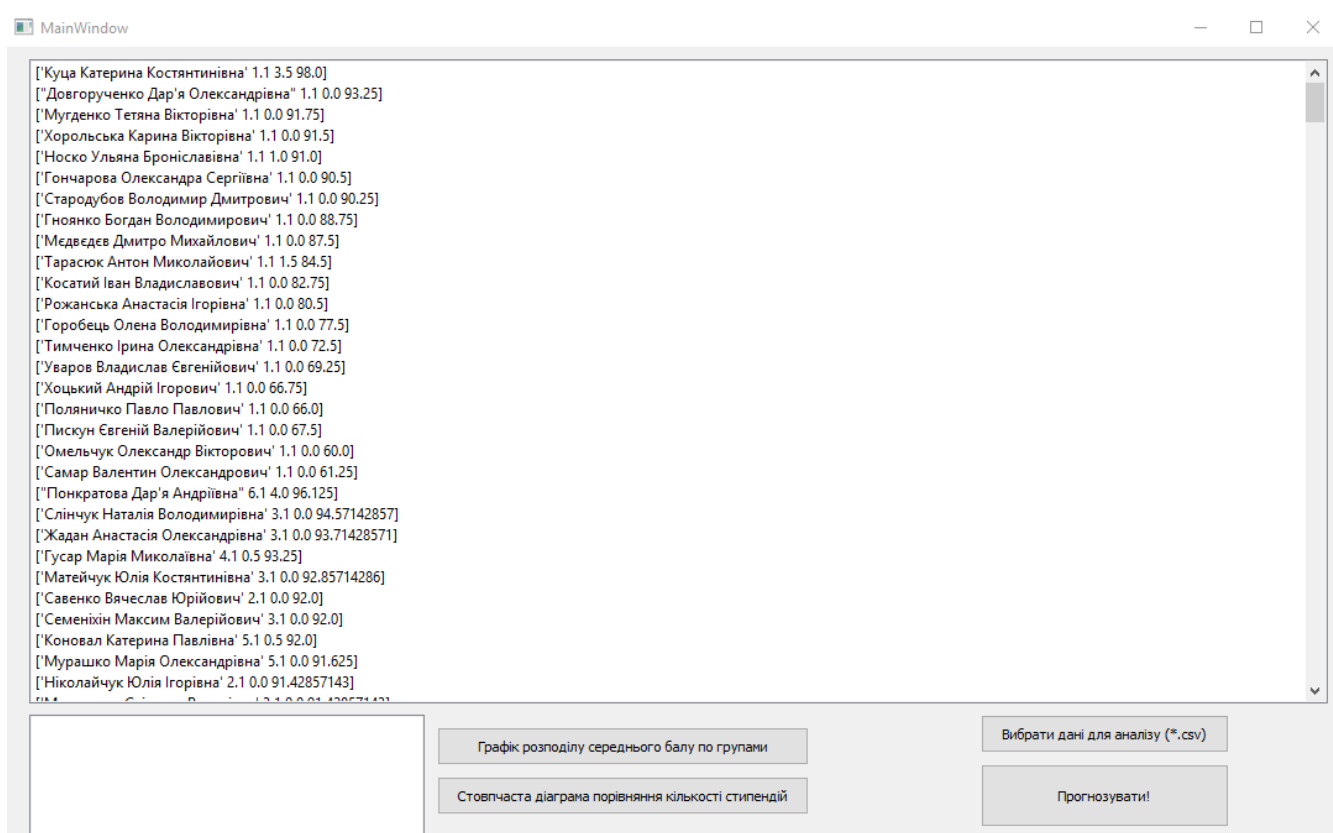 MainWindow
['Куца Катерина Костянтинівна' 1.1 3.5 98.0]
["Довгорученко Дар'я Олександрівна" 1.1 0.0 93.25]
['Мугденко Тетяна Вікторівна' 1.1 0.0 91.75]
['Хорольська Карина Вікторівна' 1.1 0.0 91.5]
['Носко Ульяна Броніславівна' 1.1 1.0 91.0]
['Гончарова Олександра Сергіївна' 1.1 0.0 90.5]
['Стародубов Володимир Дмитрович' 1.1 0.0 90.25]
['Гноянко Богдан Володимирович' 1.1 0.0 88.75]
['Мєдвєдєв Дмитро Михайлович' 1.1 0.0 87.5]
['Тарасюк Антон Миколайович' 1.1 1.5 84.5]
['Косатий Іван Владиславович' 1.1 0.0 82.75]
['Рожанська Анастасія Ігорівна' 1.1 0.0 80.5]
['Горобець Олена Володимирівна' 1.1 0.0 77.5]
['Тимченко Ірина Олександрівна' 1.1 0.0 72.5]
['Уваров Владислав Євгенійович' 1.1 0.0 69.25]
['Хоцький Андрій Ігорович' 1.1 0.0 66.75]
['Поляничко Павло Павлович' 1.1 0.0 66.0]
['Пискун Євгеній Валерійович' 1.1 0.0 67.5]
['Омельчук Олександр Вікторович' 1.1 0.0 60.0]
['Самар Валентин Олександрович' 1.1 0.0 61.25]
["Понкратова Дар'я Андріївна" 6.1 4.0 96.125]
['Слінчук Наталія Володимирівна' 3.1 0.0 94.57142857]
['Жадан Анастасія Олександрівна' 3.1 0.0 93.71428571]
['Гусар Марія Миколаївна' 4.1 0.5 93.25]
['Матейчук Юлія Костянтинівна' 3.1 0.0 92.85714286]
['Савенко Вячеслав Юрійович' 2.1 0.0 92.0]
['Семеніхін Максим Валерійович' 3.1 0.0 92.0]
['Коновал Катерина Павлівна' 5.1 0.5 92.0]
['Мурашко Марія Олександрівна' 5.1 0.0 91.625]
['Ніколайчук Юлія Ігорівна' 2.1 0.0 91.42857143]
Графік розподілу середнього балу по групами
Вибрати дані для аналізу (*.csv)
Стовпчаста діаграма порівняння кількості стипендій
Прогнозувати!